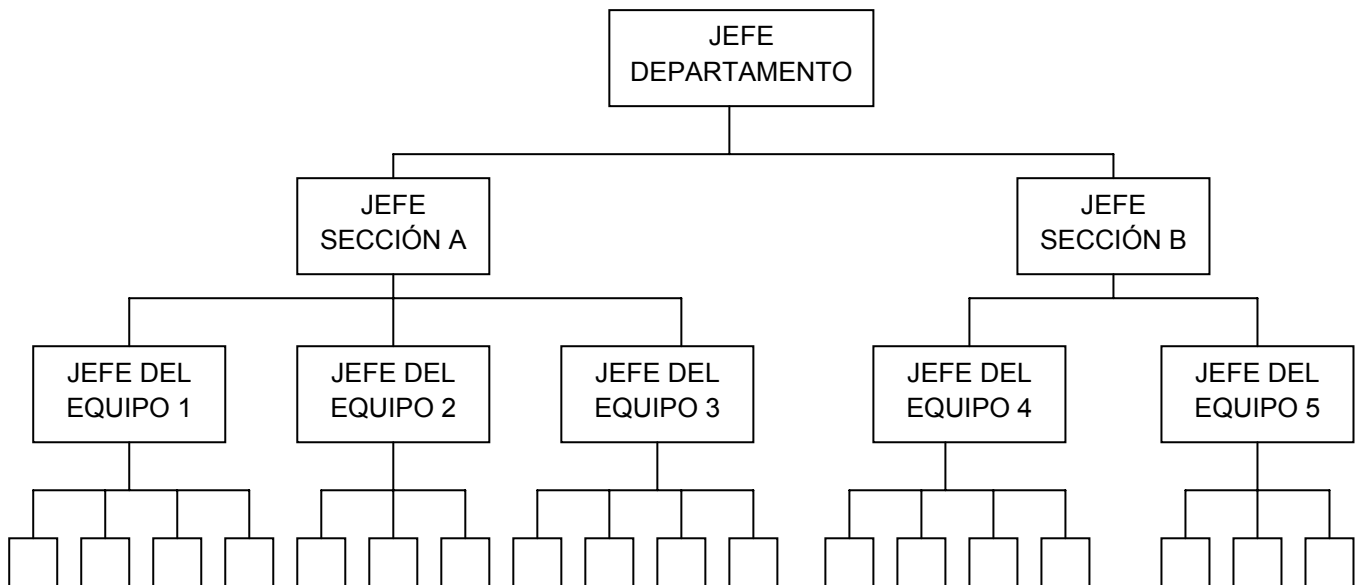 JEFE
DEPARTAMENTO
JEFE
SECCIÓN A
JEFE
SECCIÓN B
JEFE DEL
EQUIPO 1
JEFE DEL
EQUIPO 2
JEFE DEL
EQUIPO 3
JEFE DEL
EQUIPO 4
JEFE DEL
EQUIPO 5